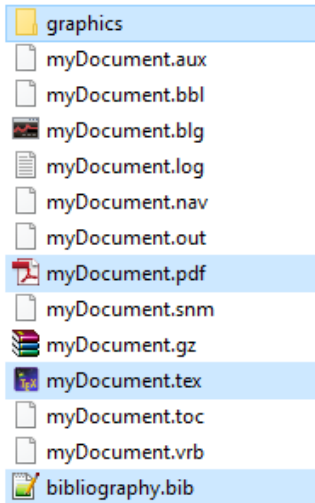 graphics
myDocument.aux
myDocument.bbl
myDocument.blg
myDocument.log
myDocument.nav
myDocument.out
myDocument.pdf
myDocument.snm
myDocument.gz
myDocument.tex
myDocument.toc
myDocument.vrb
bibliography.bib